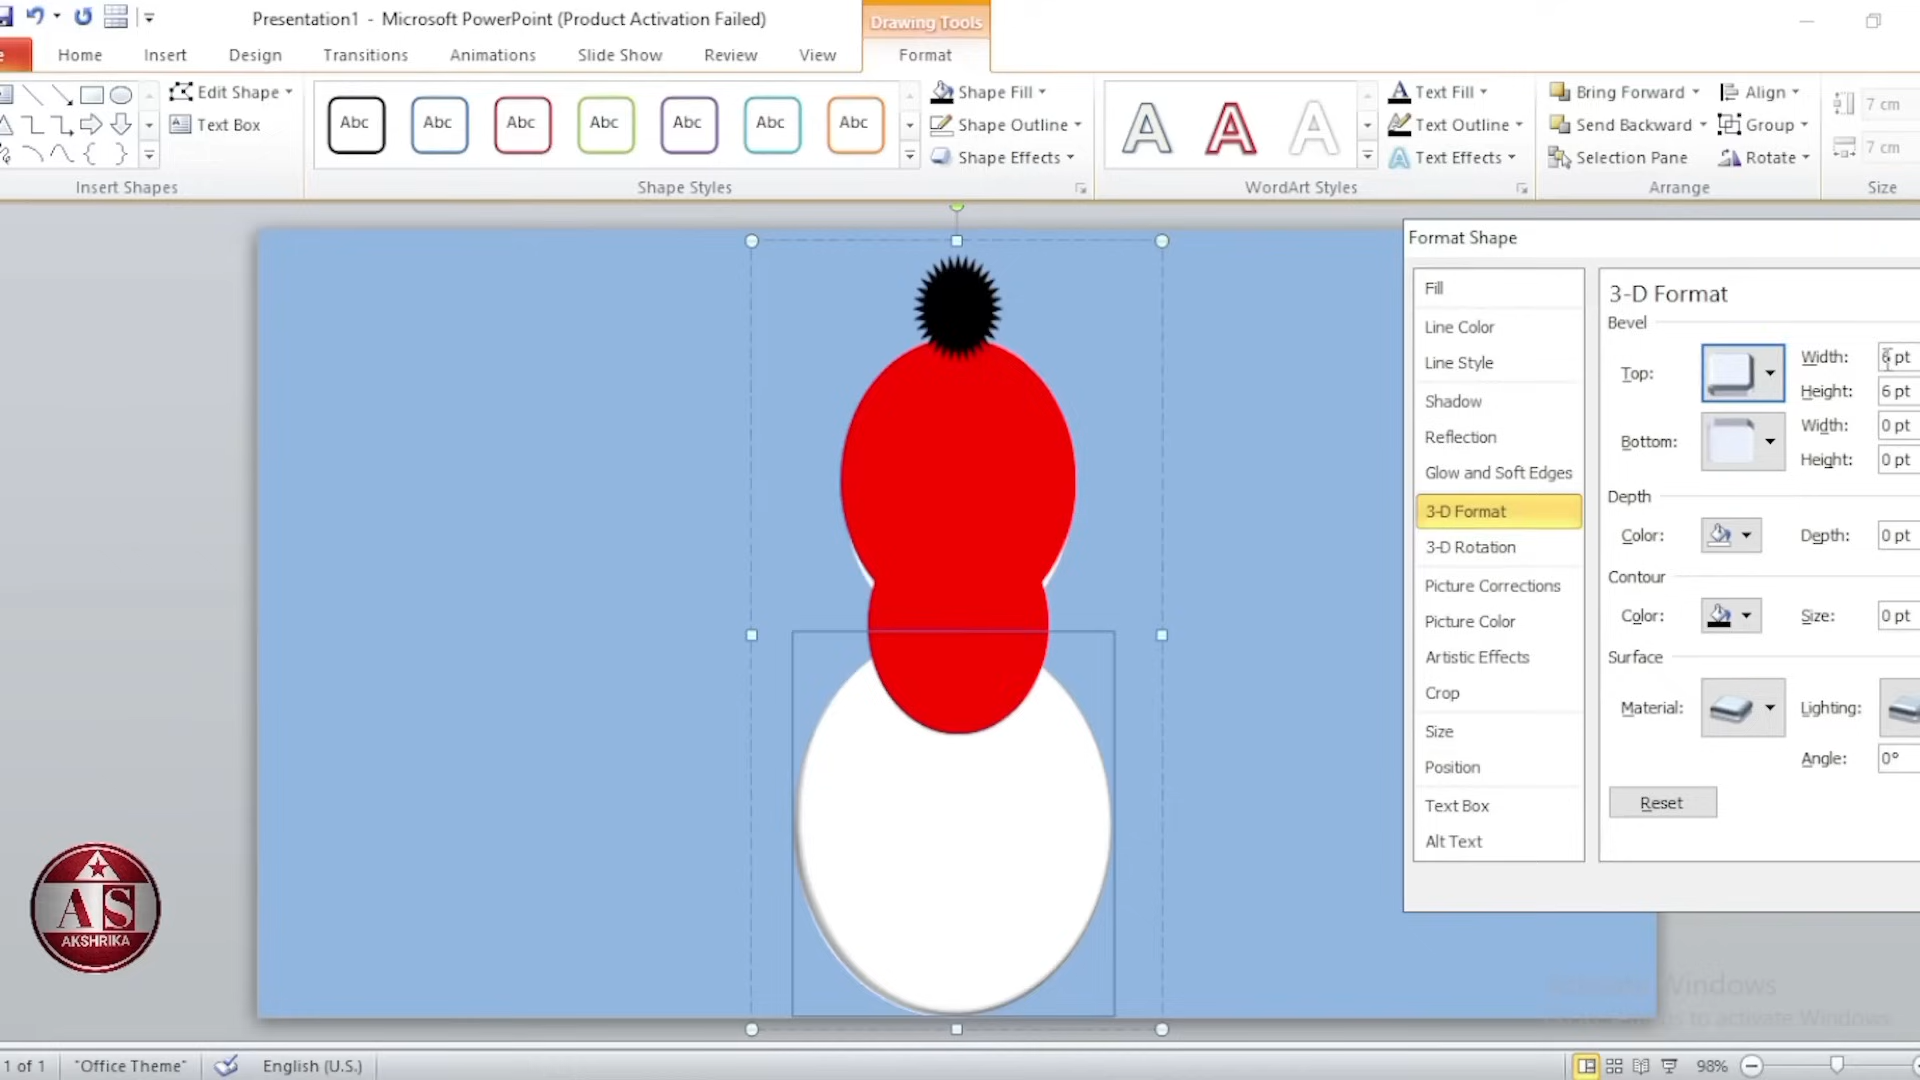 Presentation1 - Microsoft PowerPoint (Product Activation Failed)
Drawing Tools
Home Insert Design Transitions Animations Slide Show Review View Format
Edit Shape
Text Box
Insert Shapes
Abc Abc Abc Abc Abc Abc Abc
Shape Styles
Shape Fill
Shape Outline
Shape Effects
A A A
WordArt Styles
Text Fill
Text Outline
Text Effects
Bring Forward
Send Backward
Selection Pane
Align
Group
Rotate
Arrange
7 cm
7 cm
Size
Format Shape
Fill
Line Color
Line Style
Shadow
Reflection
Glow and Soft Edges
3-D Format
3-D Rotation
Picture Corrections
Picture Color
Artistic Effects
Crop
Size
Position
Text Box
Alt Text
3-D Format
Bevel
Top:
Width: 6 pt
Height: 6 pt
Bottom:
Width: 0 pt
Height: 0 pt
Depth
Color:
Depth: 0 pt
Contour
Color:
Size: 0 pt
Surface
Material:
Lighting:
Angle: 0°
Reset
AS
AKSHRIKA
Windows
to activate Windows
1 of 1 "Office Theme" English (U.S.) 98%